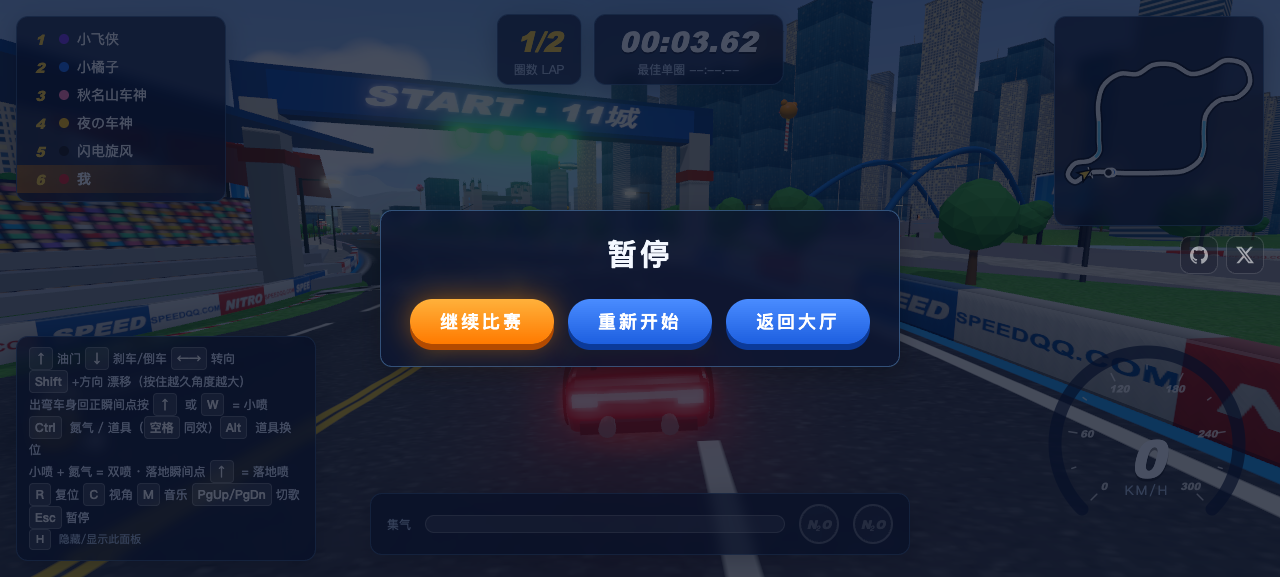 1 小飞侠
2 小橘子
3 秋名山车神
4 夜の车神
5 闪电旋风
6 我
1/2
圈数 LAP
00:03.62
最佳单圈 --:--.--
START · 11城
SPEED
SPEEDQQ.COM
NITRO
SPEED
SPEED
SPEEDQQ.COM
暂停
继续比赛
重新开始
返回大厅
↑ 油门 ↓ 刹车/倒车 ⟷ 转向
Shift +方向 漂移（按住越久角度越大）
出弯车身回正瞬间点按 ↑ 或 W = 小喷
Ctrl 氮气 / 道具（空格 同效） Alt 道具换
位
小喷 + 氮气 = 双喷 · 落地瞬间点 ↑ = 落地喷
R 复位 C 视角 M 音乐 PgUp/PgDn 切歌
Esc 暂停
H 隐藏/显示此面板
集气
N₂O
N₂O
0
60
120
180
240
300
0
KM/H